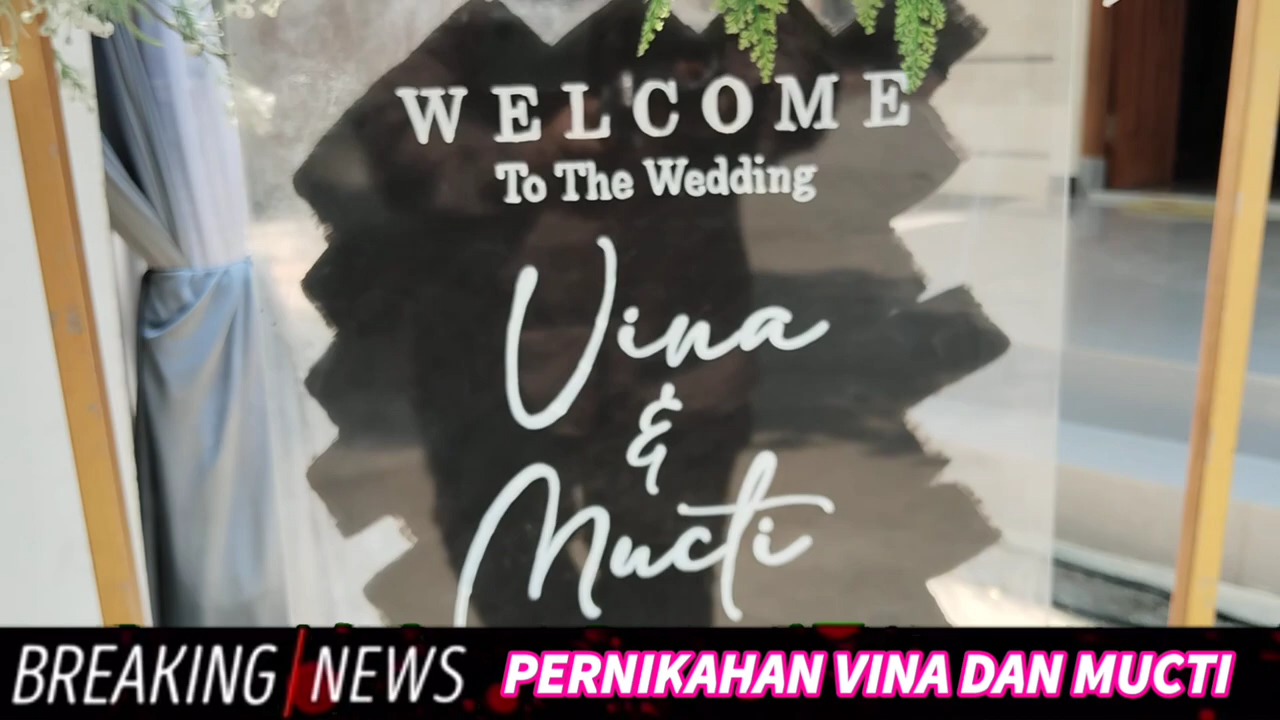 WELCOME
To The Wedding
Vina
&
Mucti
BREAKING NEWS PERNIKAHAN VINA DAN MUCTI